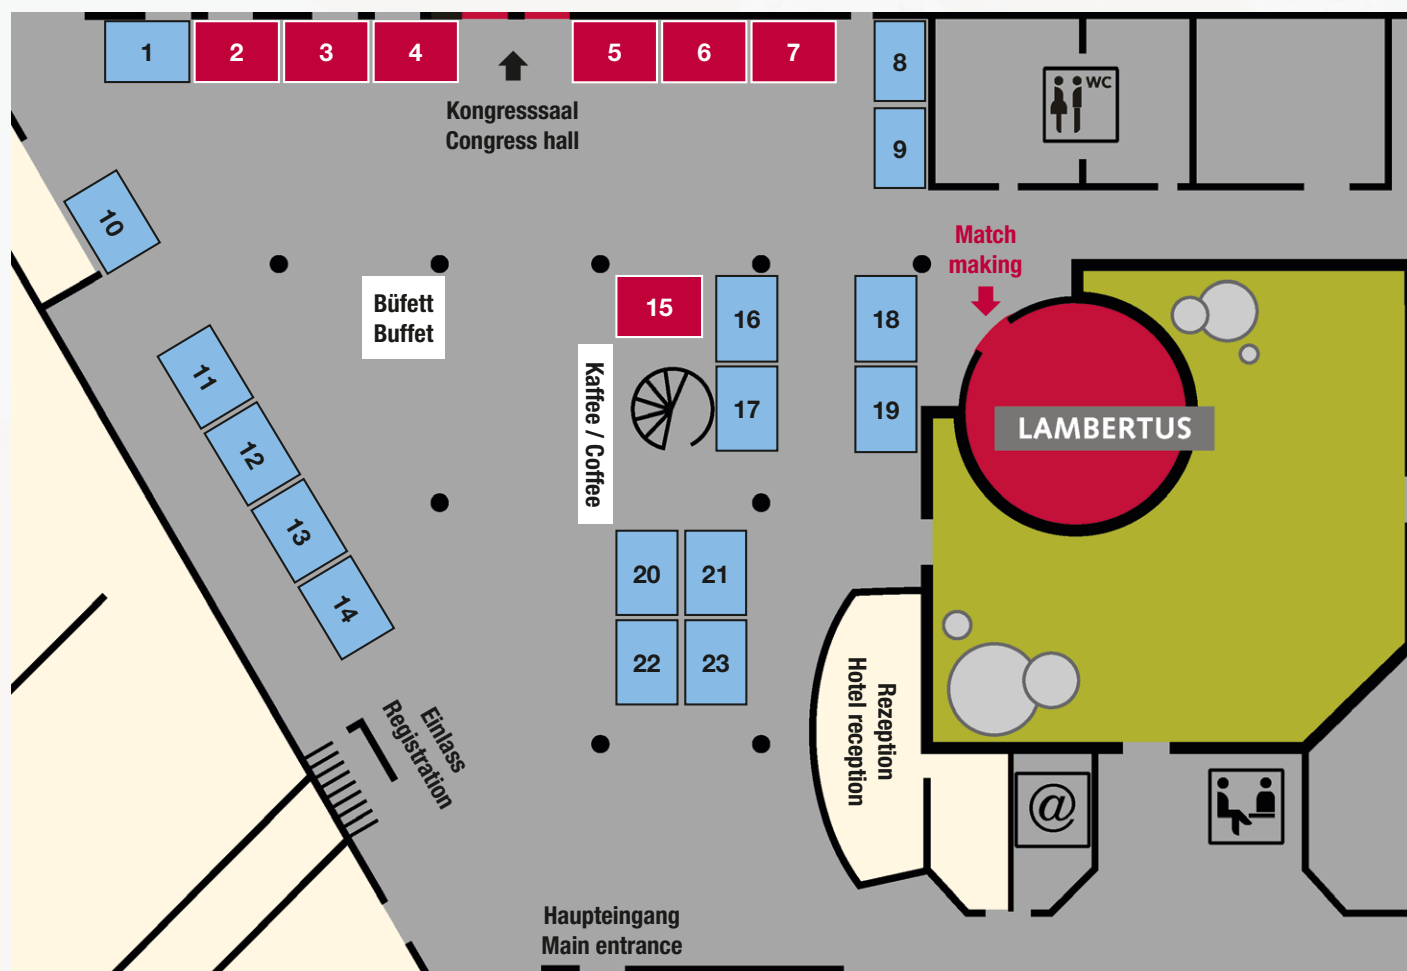 1
2
3
4
5
6
7
8
9
WC
Kongresssaal
Congress hall
10
Match
making
Büfett
Buffet
15
16
17
18
19
Kaffee / Coffee
LAMBERTUS
11
12
13
14
20
21
22
23
Einlass
Registration
Rezeption
Hotel reception
@
Haupteingang
Main entrance